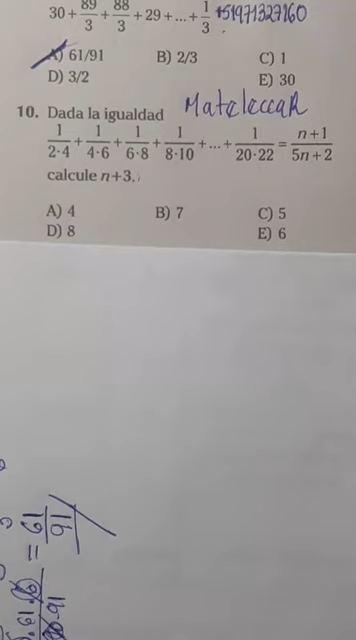 30 + 89/3 + 88/3 + 29 + ... + 1/3 +51971327160
A) 61/91 B) 2/3 C) 1
D) 3/2 E) 30
10. Dada la igualdad
1/2·4 + 1/4·6 + 1/6·8 + 1/8·10 + ... + 1/20·22 = n+1/5n+2
calcule n+3.
A) 4 B) 7 C) 5
D) 8 E) 6
= 61/91